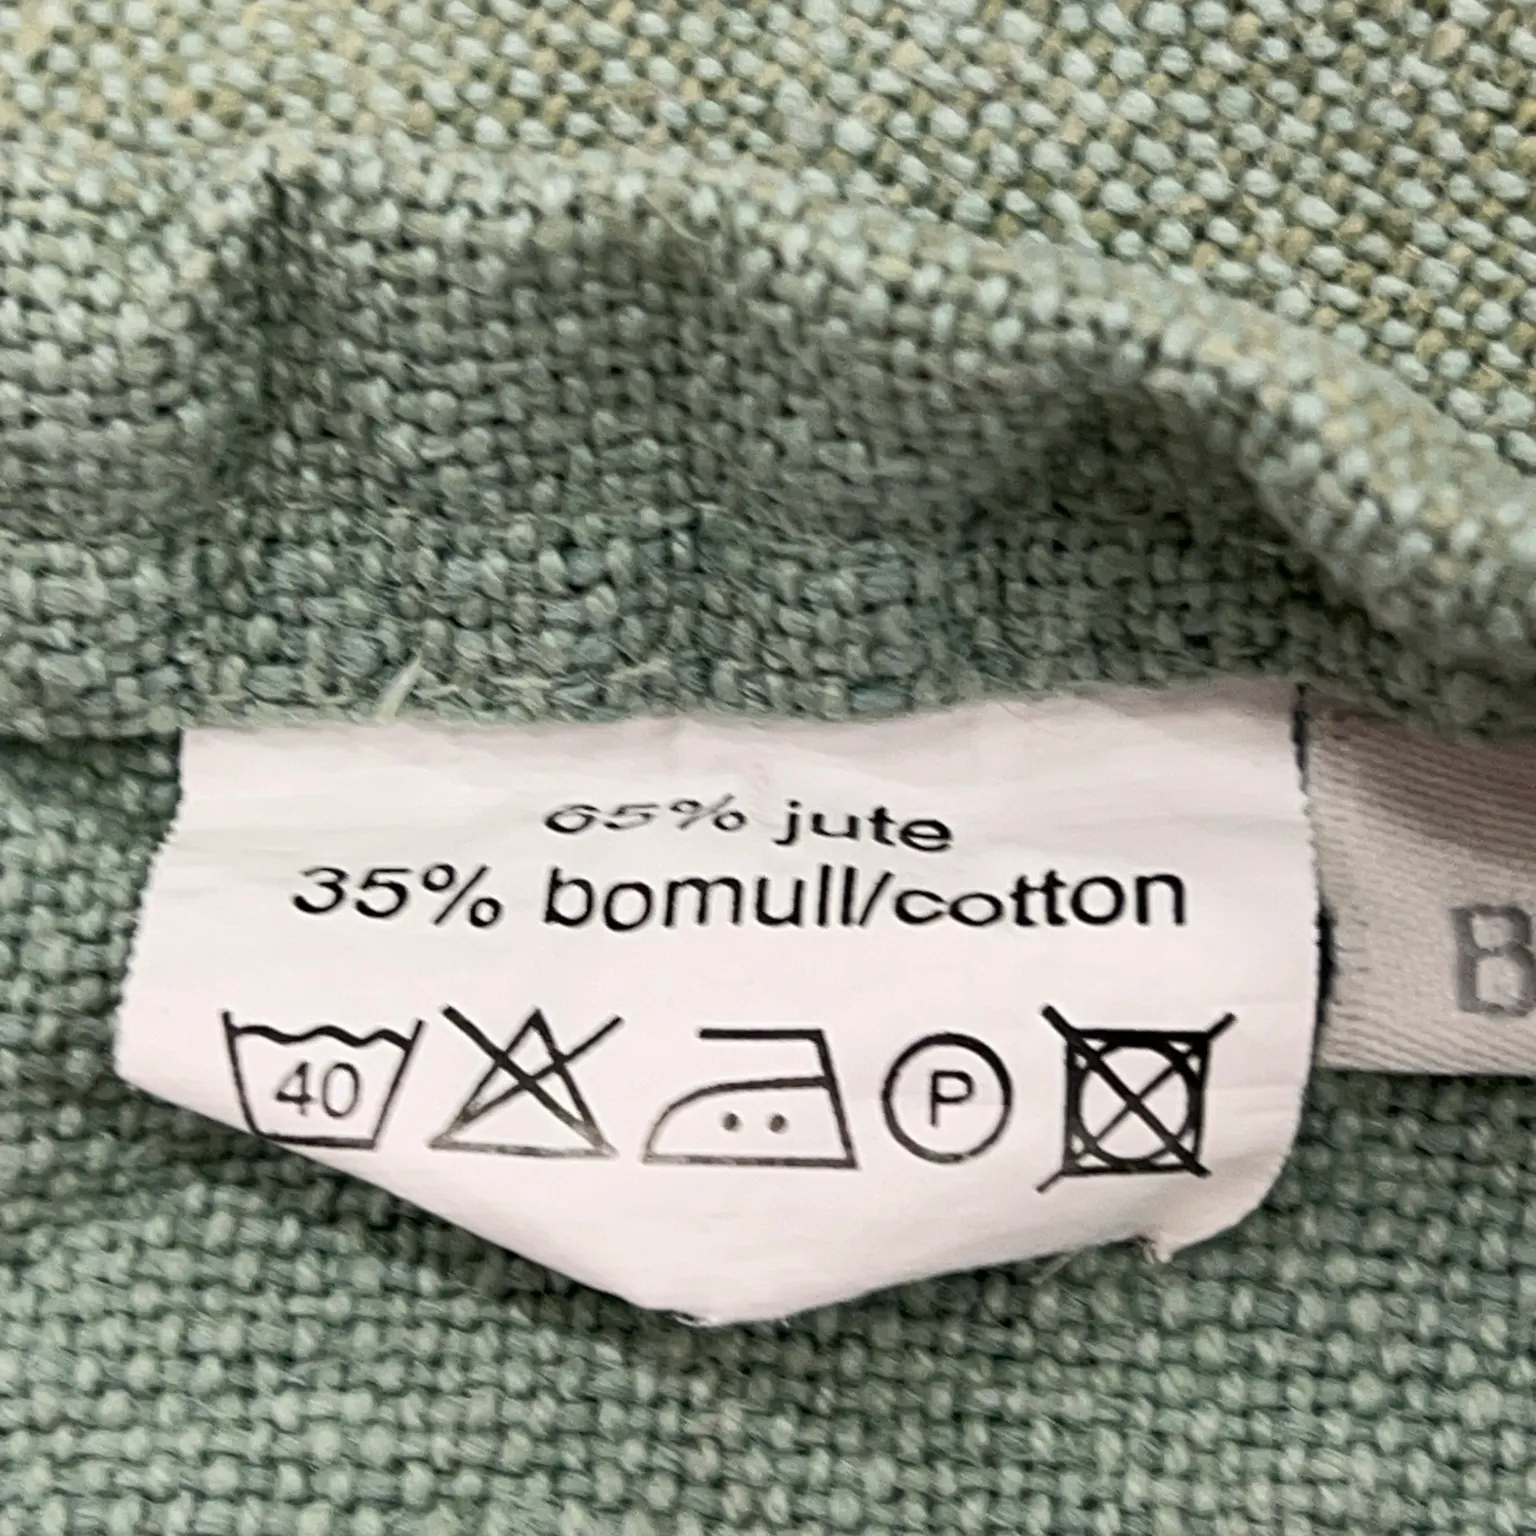 65% jute
35% bomull/cotton
40 P
B